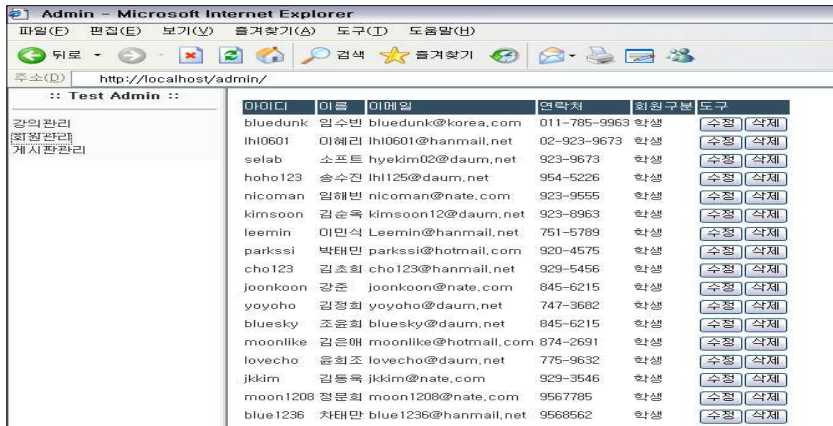 Admin - Microsoft Internet Explorer
파일(F) 편집(E) 보기(V) 즐겨찾기(A) 도구(T) 도움말(H)
뒤로 검색 즐겨찾기
주소(D) http://localhost/admin/
:: Test Admin ::
강의관리
회원관리
게시판관리
아이디 이름 이메일 연락처 회원구분 도구
bluedunk 임수빈 bluedunk@korea.com 011-785-9963 학생 수정 삭제
lhl0601 이혜리 lhl0601@hanmail.net 02-923-9673 학생 수정 삭제
selab 소프트 hyekim02@daum.net 923-9673 학생 수정 삭제
hoho123 송수진 lhl125@daum.net 954-5226 학생 수정 삭제
nicoman 임해빈 nicoman@nate.com 923-9555 학생 수정 삭제
kimsoon 김순옥 kimsoon12@daum.net 923-8963 학생 수정 삭제
leemin 이민식 Leemin@hanmail.net 751-5789 학생 수정 삭제
parkssi 박태민 parkssi@hotmail.com 920-4575 학생 수정 삭제
cho123 김초희 cho123@hanmail.net 929-5456 학생 수정 삭제
joonkoon 강준 joonkoon@nate.com 845-6215 학생 수정 삭제
yoyoho 김정희 yoyoho@daum.net 747-3682 학생 수정 삭제
bluesky 조윤희 bluesky@daum.net 845-6215 학생 수정 삭제
moonlike 김은애 moonlike@hotmail.com 874-2691 학생 수정 삭제
lovecho 윤희조 lovecho@daum.net 775-9632 학생 수정 삭제
jkkim 김동욱 jkkim@nate.com 929-3546 학생 수정 삭제
moon1208 정문희 moon1208@nate.com 9567785 학생 수정 삭제
blue1236 차태만 blue1236@hanmail.net 9568562 학생 수정 삭제